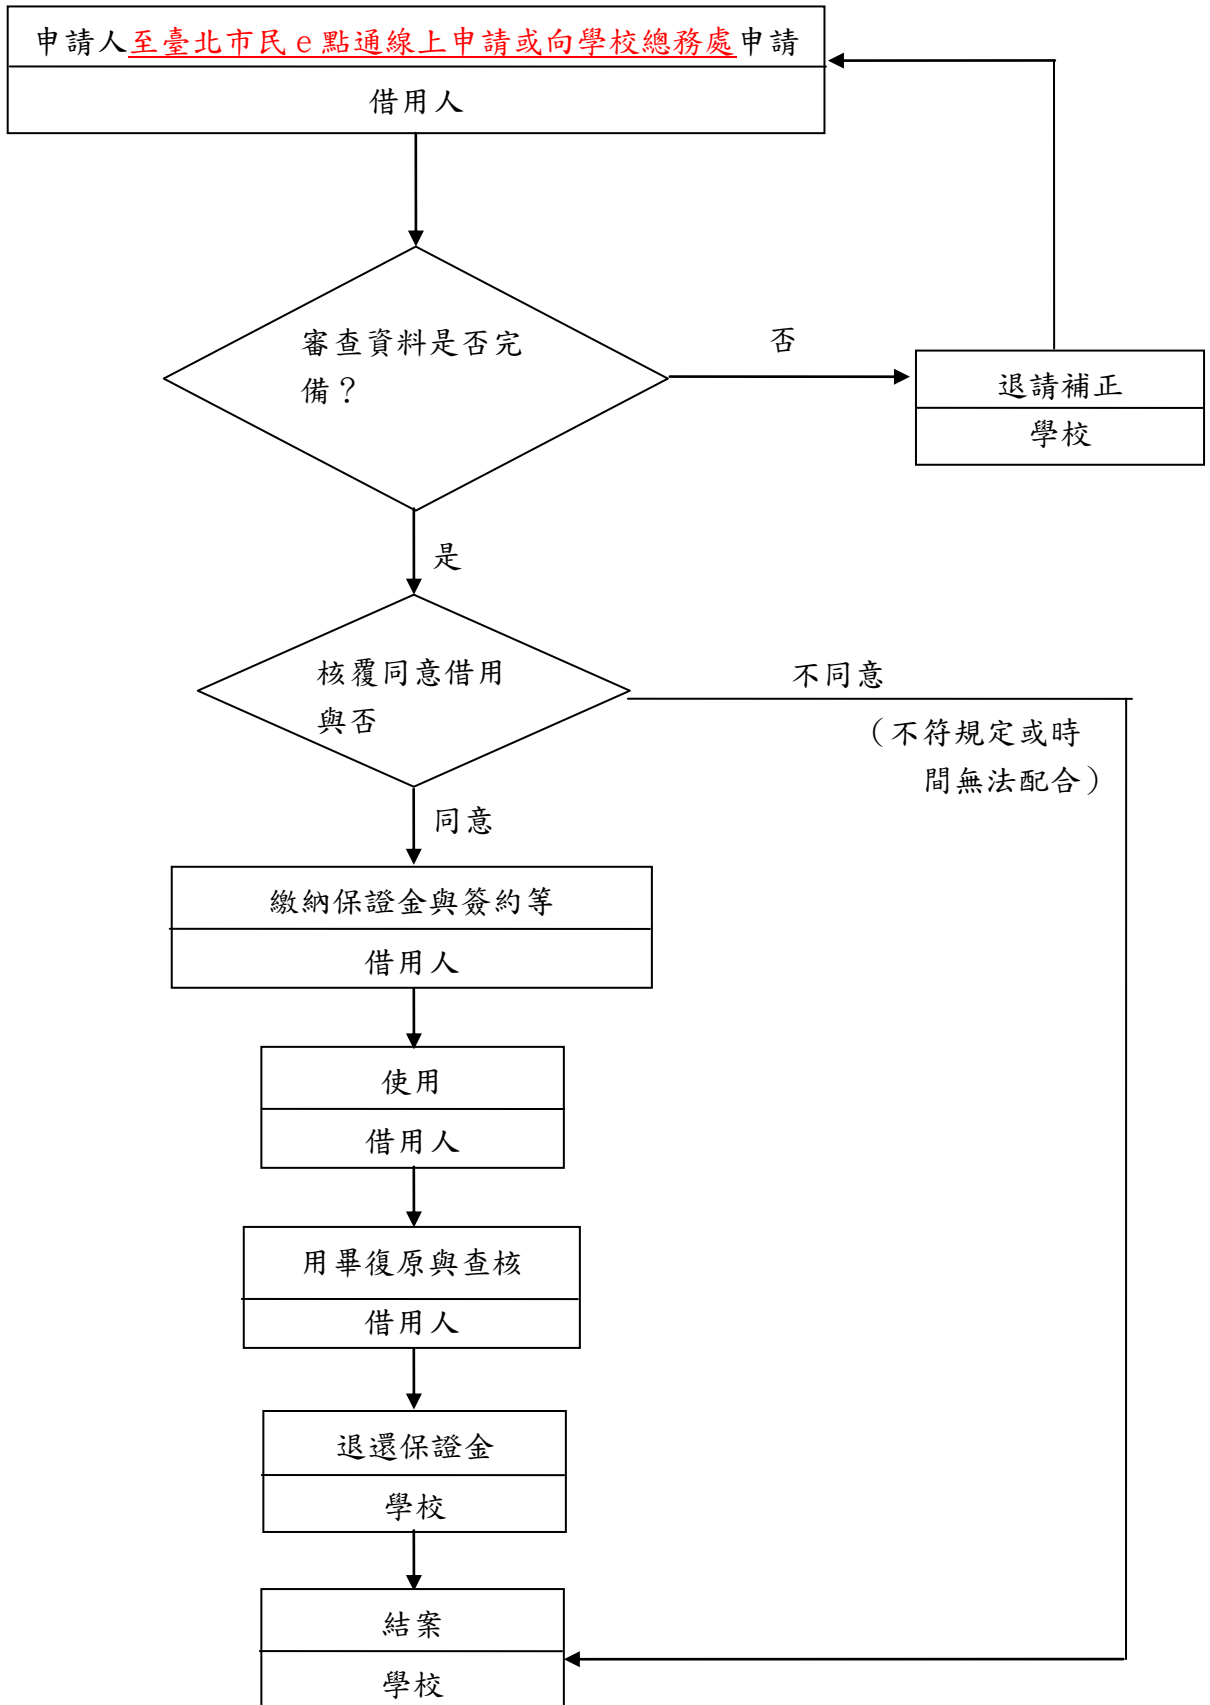 申請人至臺北市民e點通線上申請或向學校總務處申請
借用人
審查資料是否完
備？
否
退請補正
學校
是
核覆同意借用
與否
不同意
（不符規定或時
間無法配合）
同意
繳納保證金與簽約等
借用人
使用
借用人
用畢復原與查核
借用人
退還保證金
學校
結案
學校